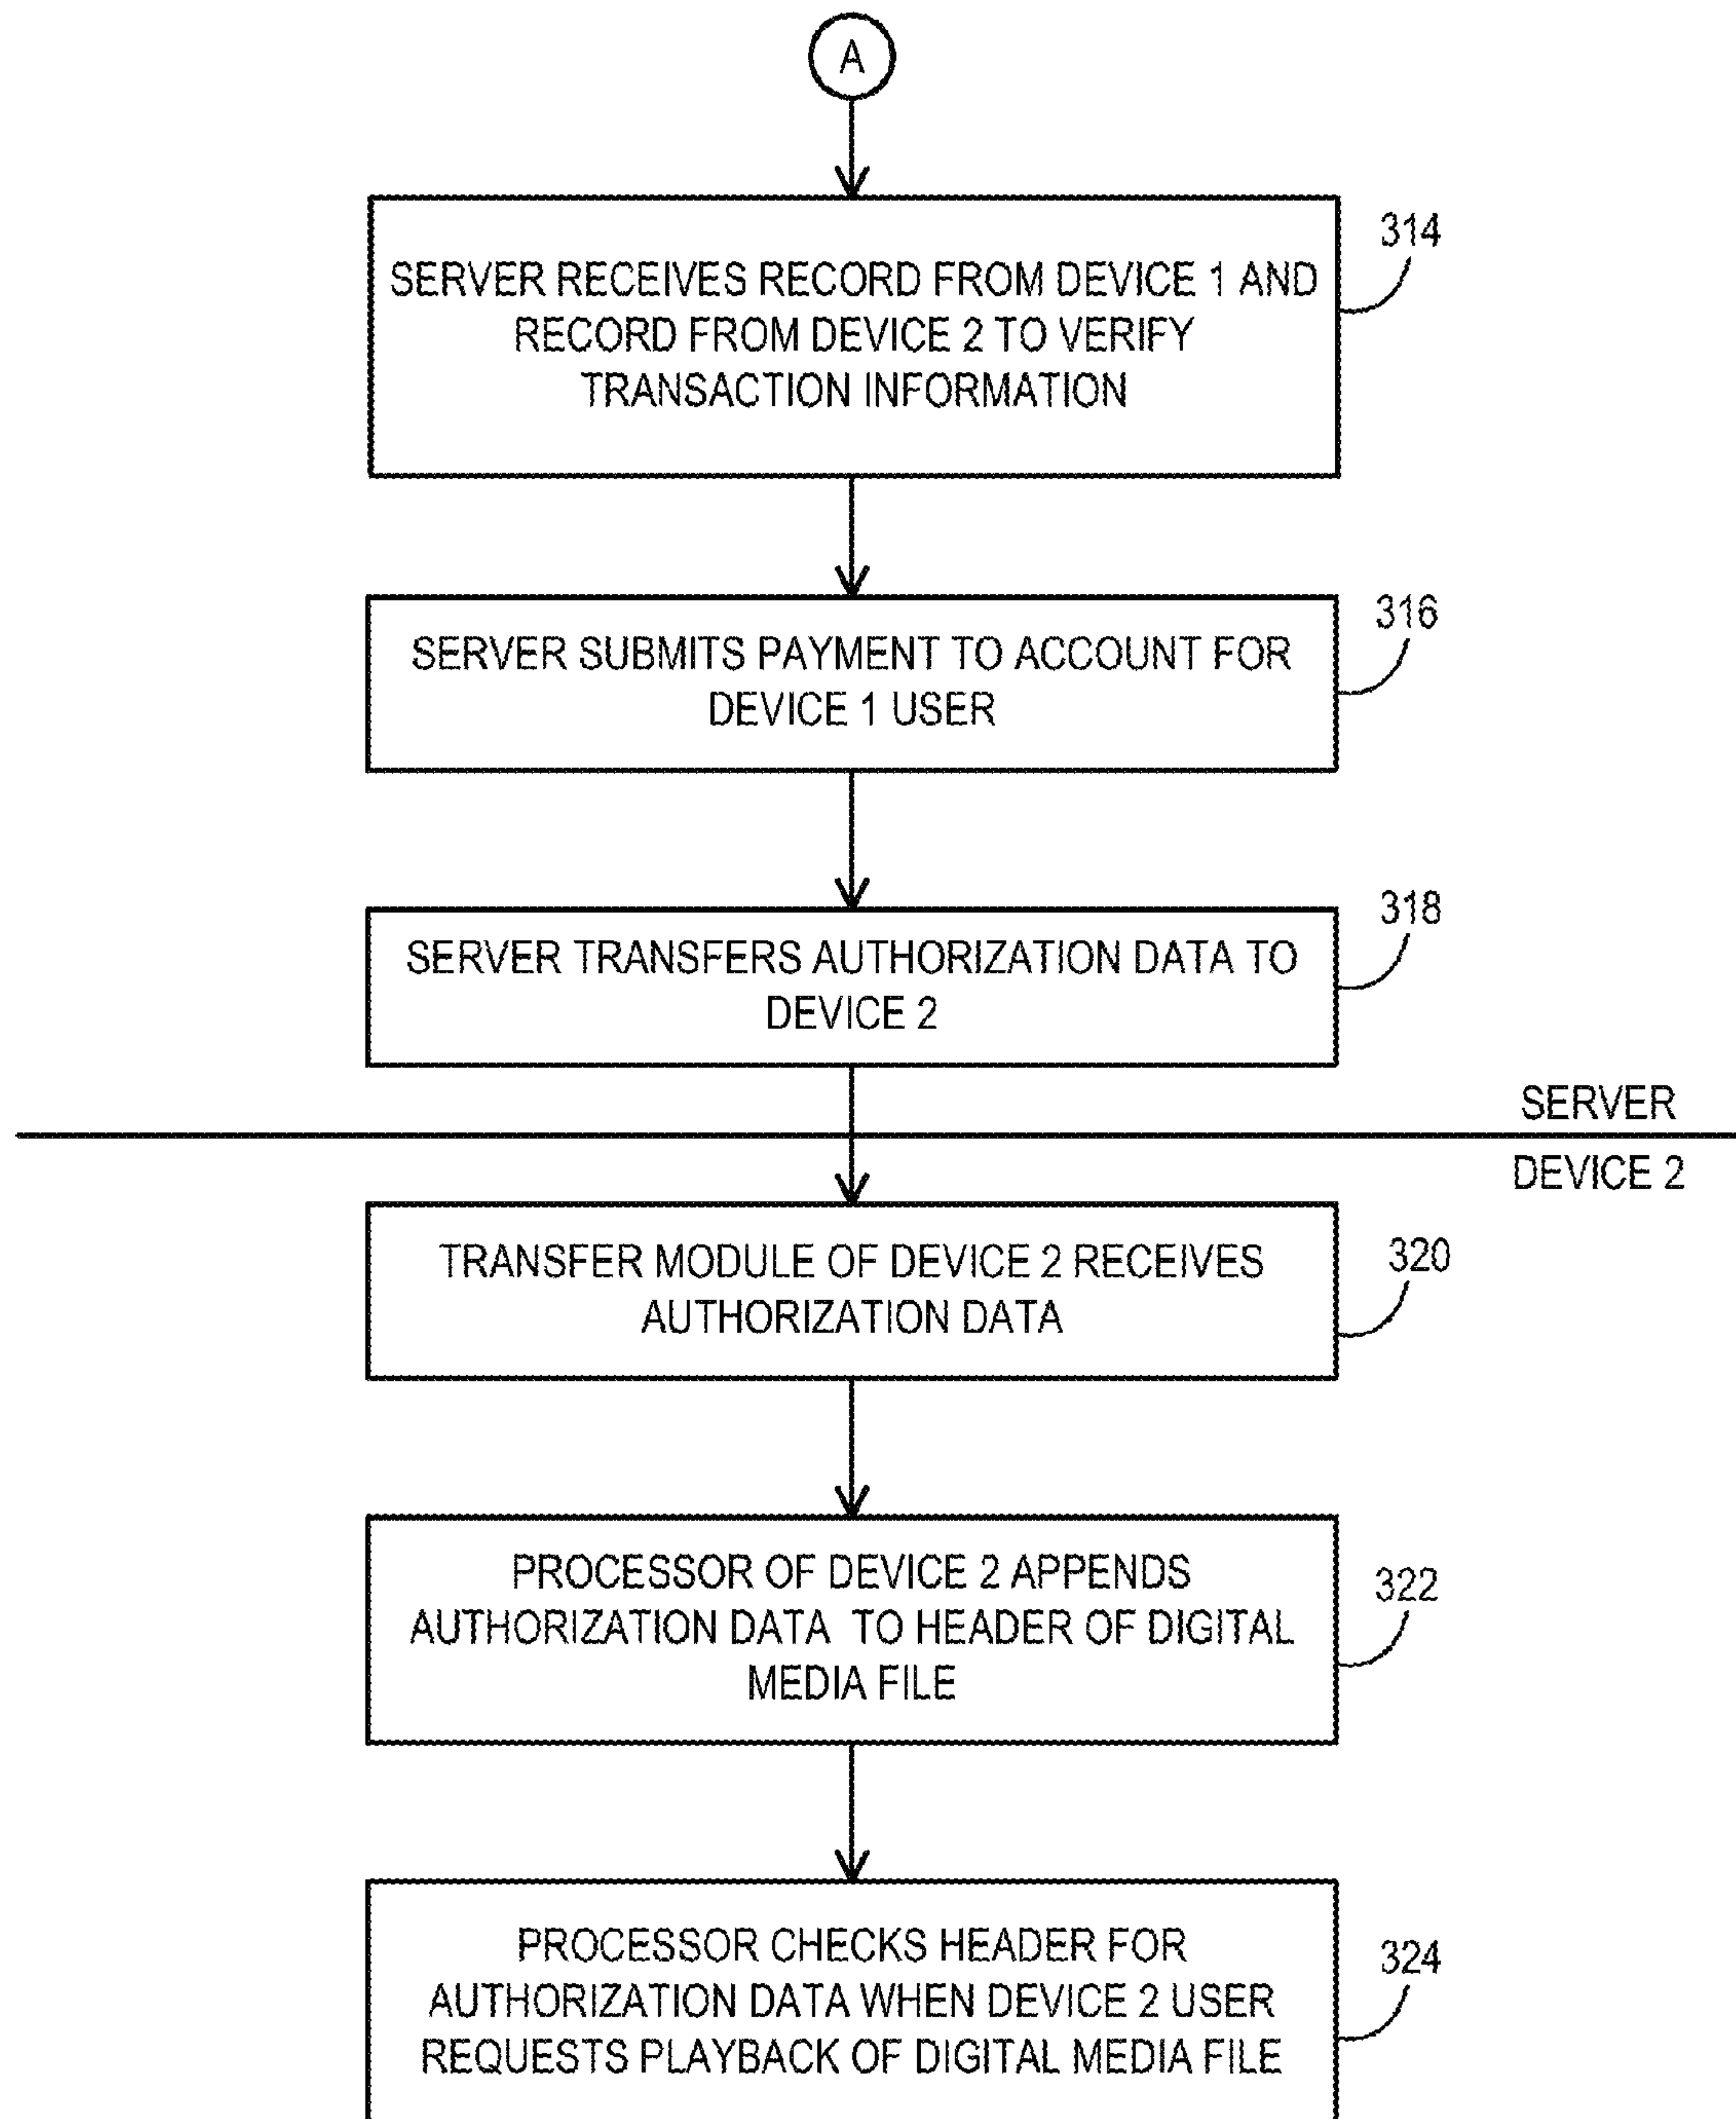 A
SERVER RECEIVES RECORD FROM DEVICE 1 AND
RECORD FROM DEVICE 2 TO VERIFY
TRANSACTION INFORMATION
314
SERVER SUBMITS PAYMENT TO ACCOUNT FOR
DEVICE 1 USER
316
SERVER TRANSFERS AUTHORIZATION DATA TO
DEVICE 2
318
SERVER
DEVICE 2
TRANSFER MODULE OF DEVICE 2 RECEIVES
AUTHORIZATION DATA
320
PROCESSOR OF DEVICE 2 APPENDS
AUTHORIZATION DATA TO HEADER OF DIGITAL
MEDIA FILE
322
PROCESSOR CHECKS HEADER FOR
AUTHORIZATION DATA WHEN DEVICE 2 USER
REQUESTS PLAYBACK OF DIGITAL MEDIA FILE
324